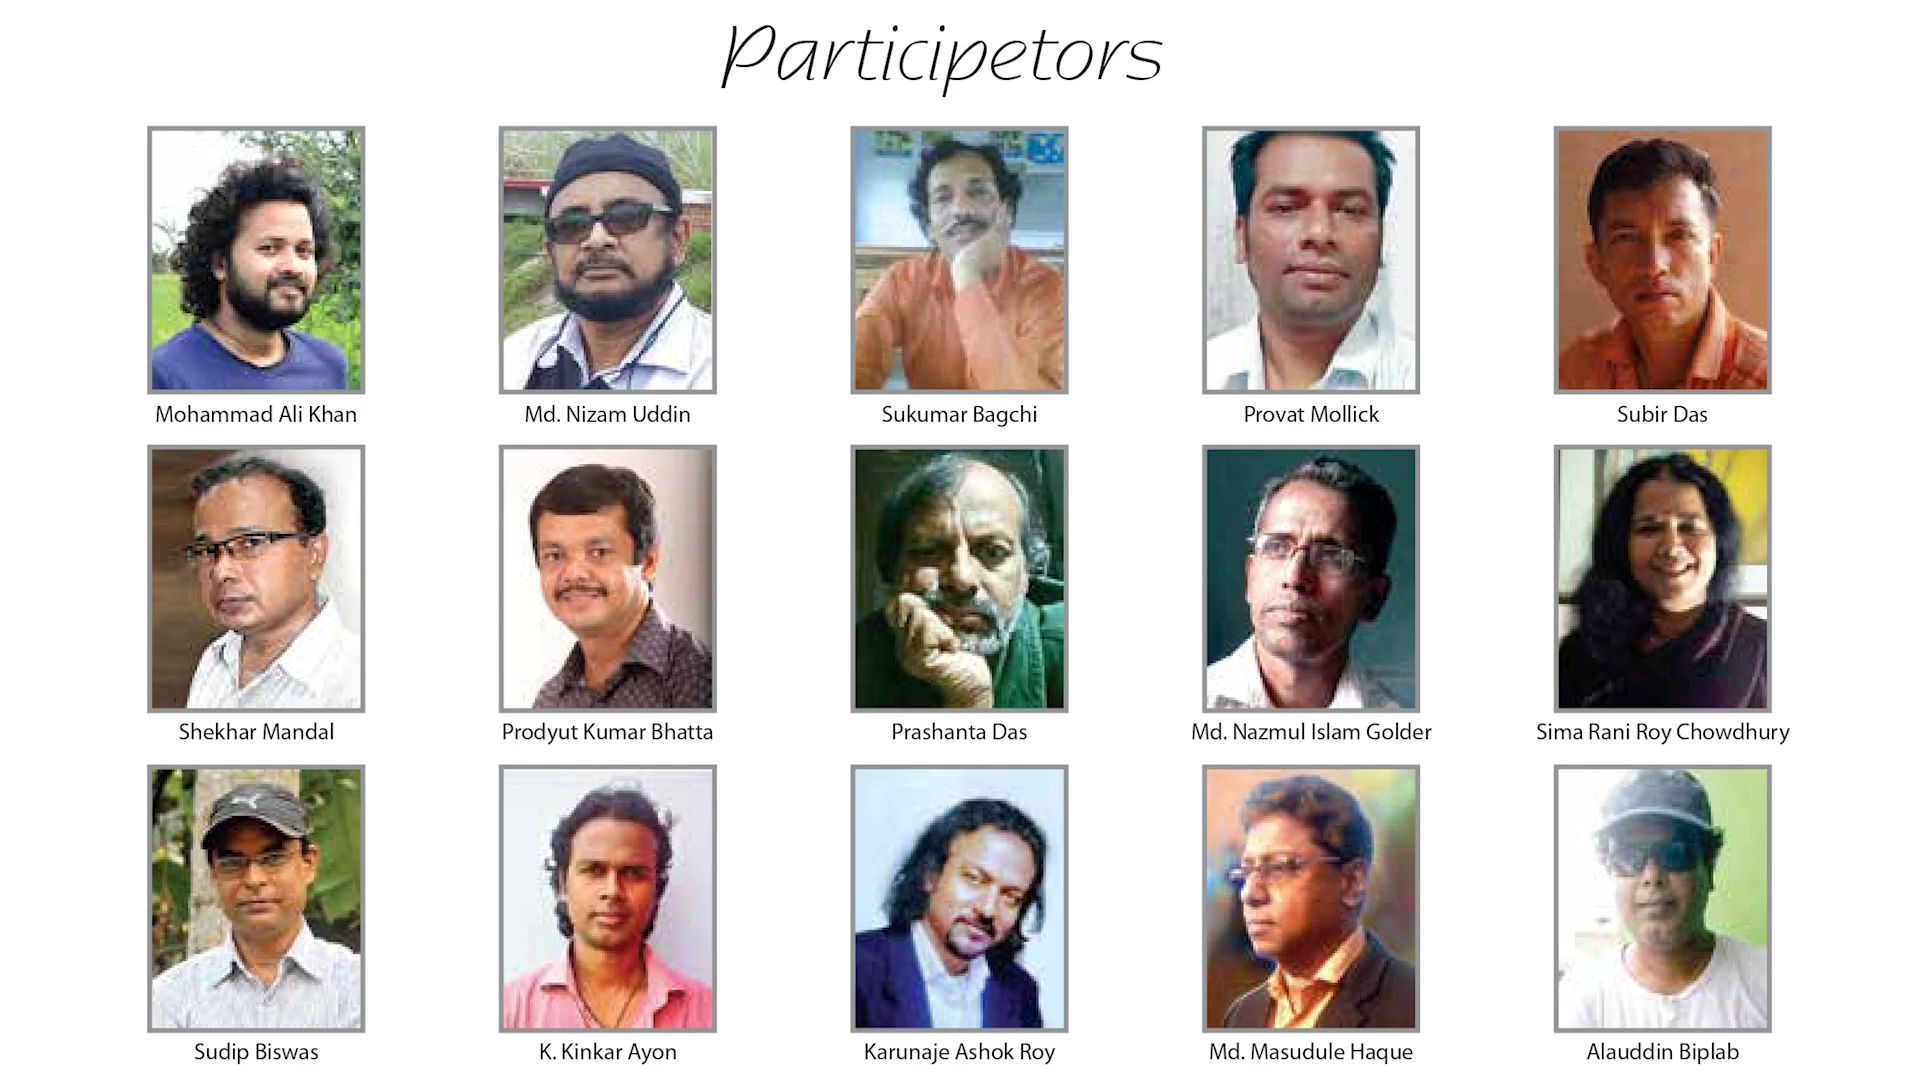 Participetors
Mohammad Ali Khan
Md. Nizam Uddin
Sukumar Bagchi
Provat Mollick
Subir Das
Shekhar Mandal
Prodyut Kumar Bhatta
Prashanta Das
Md. Nazmul Islam Golder
Sima Rani Roy Chowdhury
Sudip Biswas
K. Kinkar Ayon
Karunaje Ashok Roy
Md. Masudule Haque
Alauddin Biplab